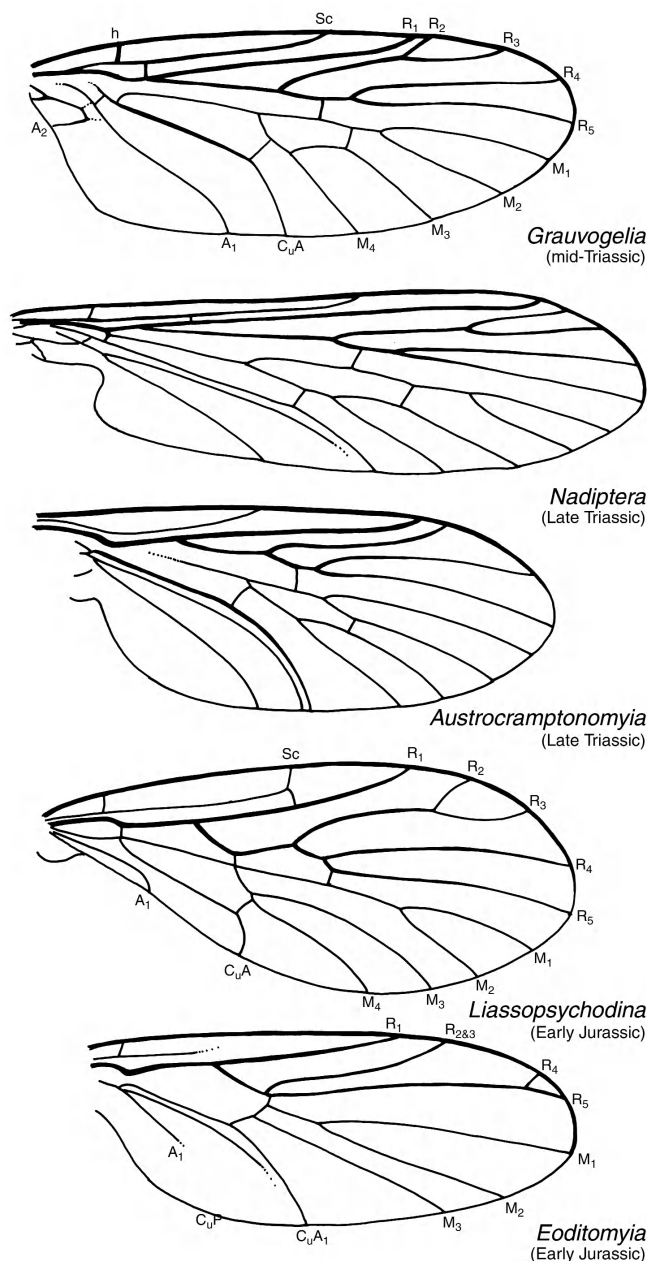 Sc
h
R1 R2
R3
R4
R5
M1
M2
M3
M4
CuA
A1
A2
Grauvogelia
(mid-Triassic)
Nadiptera
(Late Triassic)
Austrocramptonomyia
(Late Triassic)
Sc
R1
R2
R3
R4
R5
M1
M2
M3
M4
CuA
A1
Liassopsychodina
(Early Jurassic)
R1
R2&3
R4
R5
M1
M2
M3
CuA1
CuP
A1
Eoditomyia
(Early Jurassic)